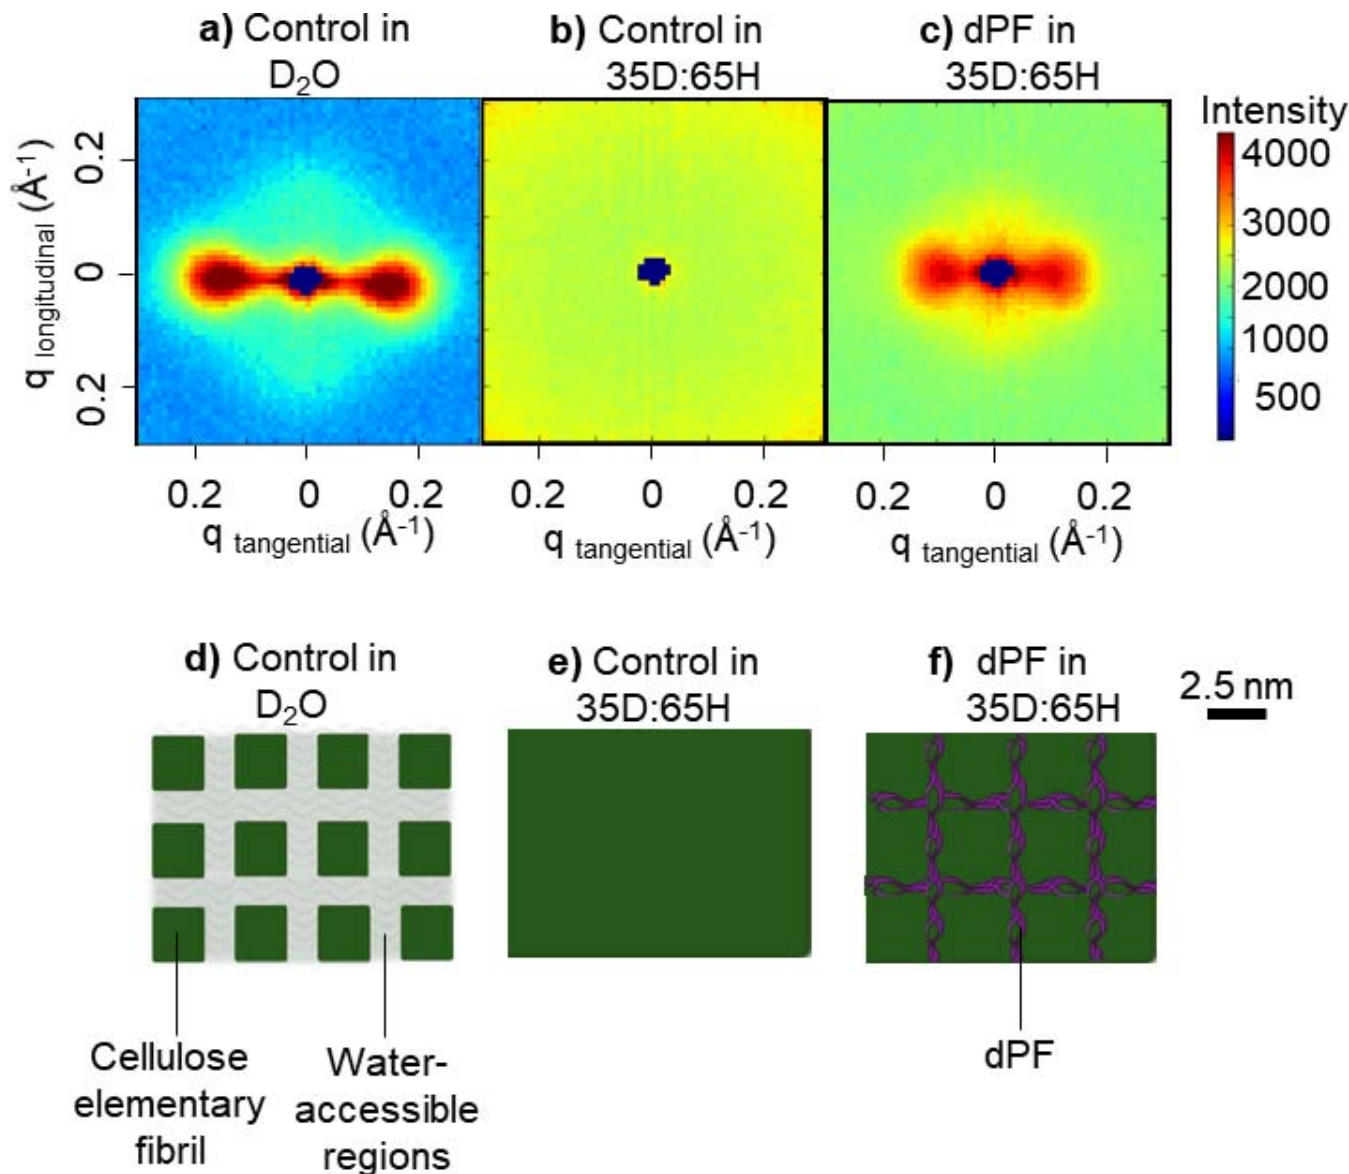 a) Control in
D₂O
b) Control in
35D:65H
c) dPF in
35D:65H
Intensity
4000
3000
2000
1000
500
q longitudinal (Å⁻¹)
0.2
0
0.2
0.2 0 0.2
q tangential (Å⁻¹)
0.2 0 0.2
q tangential (Å⁻¹)
0.2 0 0.2
q tangential (Å⁻¹)
d) Control in
D₂O
e) Control in
35D:65H
f) dPF in
35D:65H
2.5 nm
Cellulose
elementary
fibril
Water-
accessible
regions
dPF